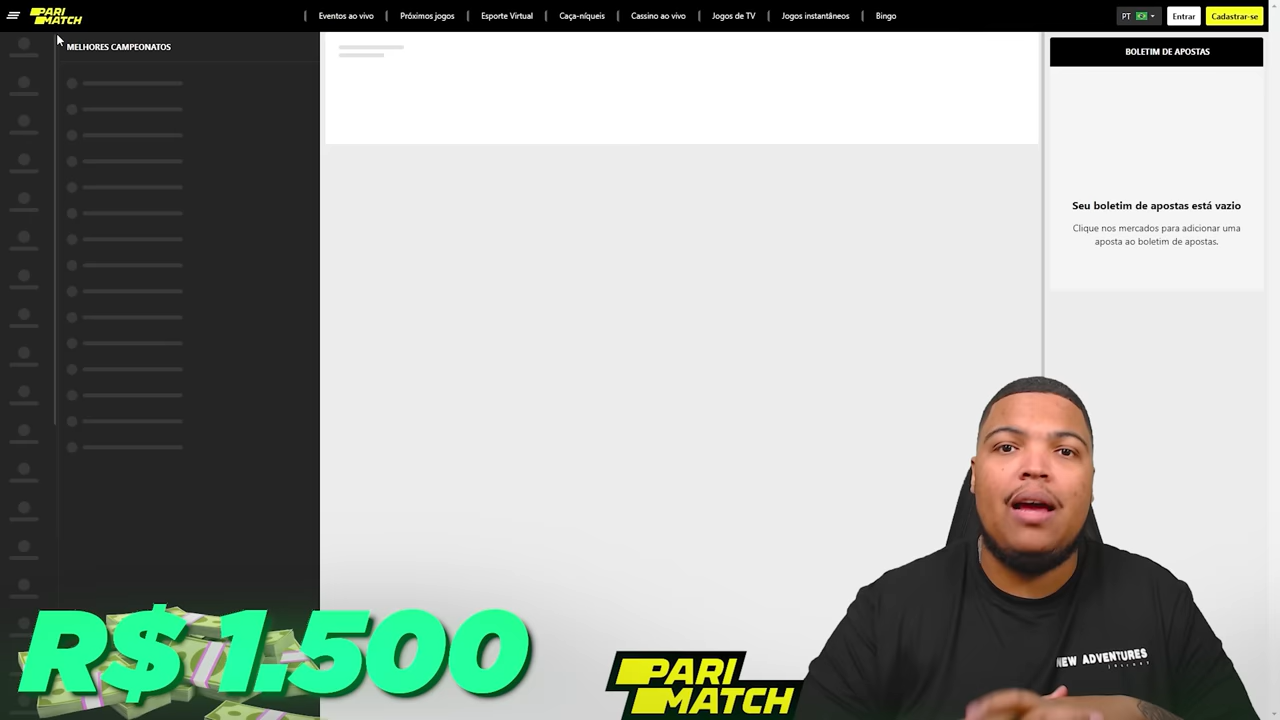 PARI MATCH
Eventos ao vivo
Próximos jogos
Esporte Virtual
Caça-níqueis
Cassino ao vivo
Jogos de TV
Jogos instantâneos
Bingo
PT
Entrar
Cadastrar-se
MELHORES CAMPEONATOS
BOLETIM DE APOSTAS
Seu boletim de apostas está vazio
Clique nos mercados para adicionar uma
aposta ao boletim de apostas.
R$ 1.500
PARI
MATCH
NEW ADVENTURES